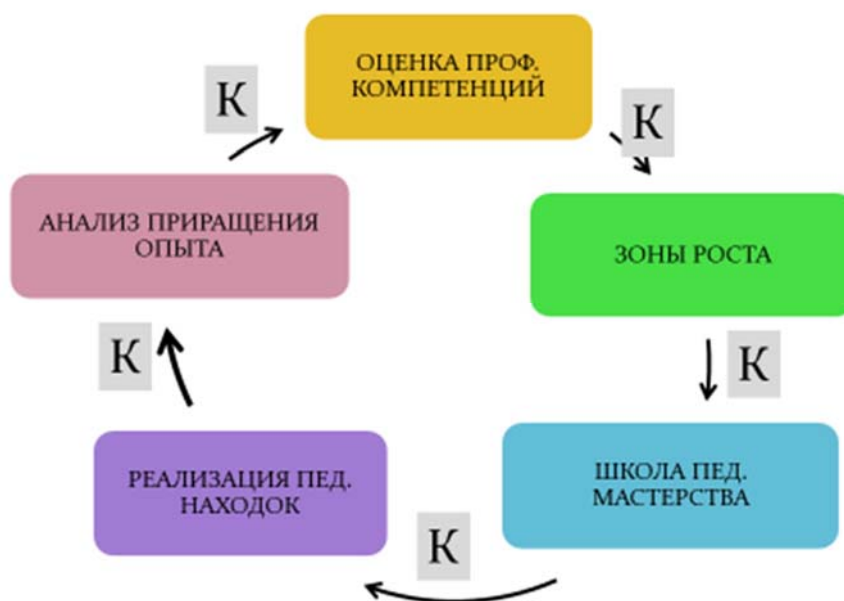 ОЦЕНКА ПРОФ.
КОМПЕТЕНЦИЙ
К
К
АНАЛИЗ ПРИРАЩЕНИЯ
ОПЫТА
ЗОНЫ РОСТА
К
К
РЕАЛИЗАЦИЯ ПЕД.
НАХОДОК
ШКОЛА ПЕД.
МАСТЕРСТВА
К